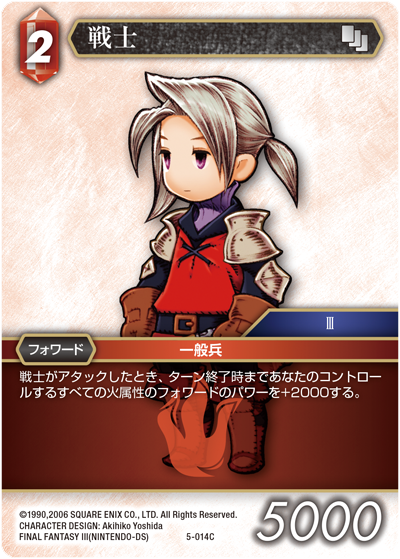 2
戦士
III
フォワード
一般兵
戦士がアタックしたとき、ターン終了時まであなたのコントロー
ルするすべての火属性のフォワードのパワーを+2000する。
©1990,2006 SQUARE ENIX CO., LTD. All Rights Reserved.
CHARACTER DESIGN: Akihiko Yoshida
FINAL FANTASY III(NINTENDO-DS)
5-014C
5000